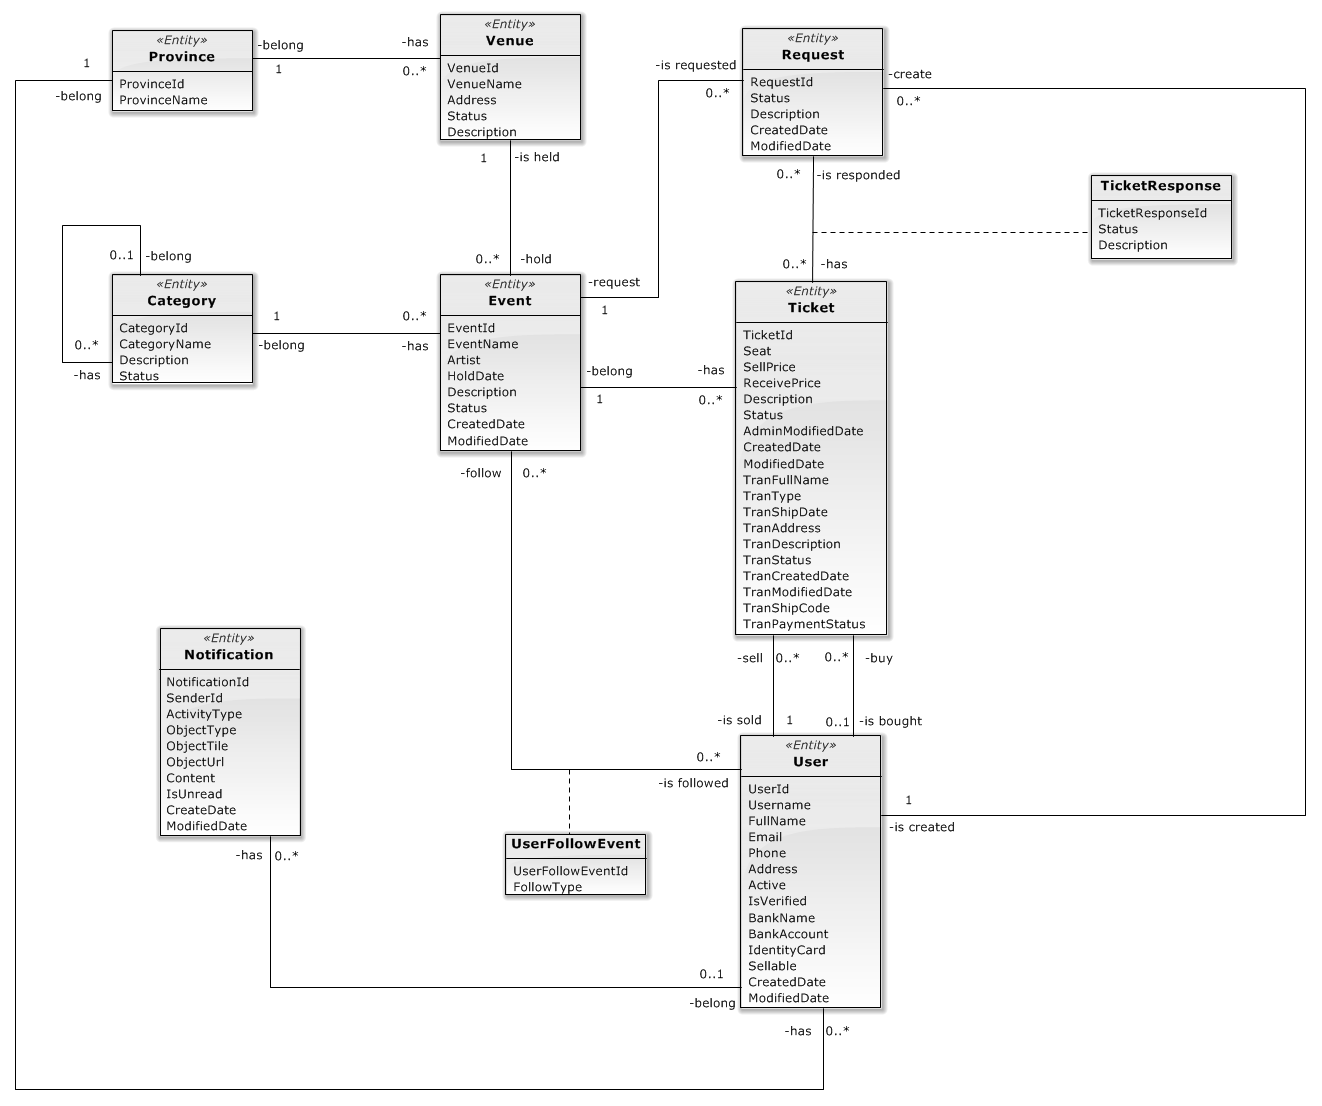 «Entity»
Province
ProvinceId
ProvinceName
-belong
1
-has
0..*
1
-belong
«Entity»
Venue
VenueId
VenueName
Address
Status
Description
1
-is held
0..*
-hold
«Entity»
Request
RequestId
Status
Description
CreatedDate
ModifiedDate
-is requested
0..*
-create
0..*
0..*
-is responded
TicketResponse
TicketResponseId
Status
Description
0..*
-has
0..1
-belong
«Entity»
Category
CategoryId
CategoryName
Description
Status
0..*
-has
1
-belong
0..*
-has
«Entity»
Event
EventId
EventName
Artist
HoldDate
Description
Status
CreatedDate
ModifiedDate
-request
1
-belong
1
-has
0..*
-follow
0..*
«Entity»
Ticket
TicketId
Seat
SellPrice
ReceivePrice
Description
Status
AdminModifiedDate
CreatedDate
ModifiedDate
TranFullName
TranType
TranShipDate
TranAddress
TranDescription
TranStatus
TranCreatedDate
TranModifiedDate
TranShipCode
TranPaymentStatus
-sell
0..*
0..*
-buy
-is sold
1
0..1
-is bought
«Entity»
Notification
NotificationId
SenderId
ActivityType
ObjectType
ObjectTile
ObjectUrl
Content
IsUnread
CreateDate
ModifiedDate
-has
0..*
0..*
-is followed
UserFollowEvent
UserFollowEventId
FollowType
«Entity»
User
UserId
Username
FullName
Email
Phone
Address
Active
IsVerified
BankName
BankAccount
IdentityCard
Sellable
CreatedDate
ModifiedDate
1
-is created
0..1
-belong
-has
0..*